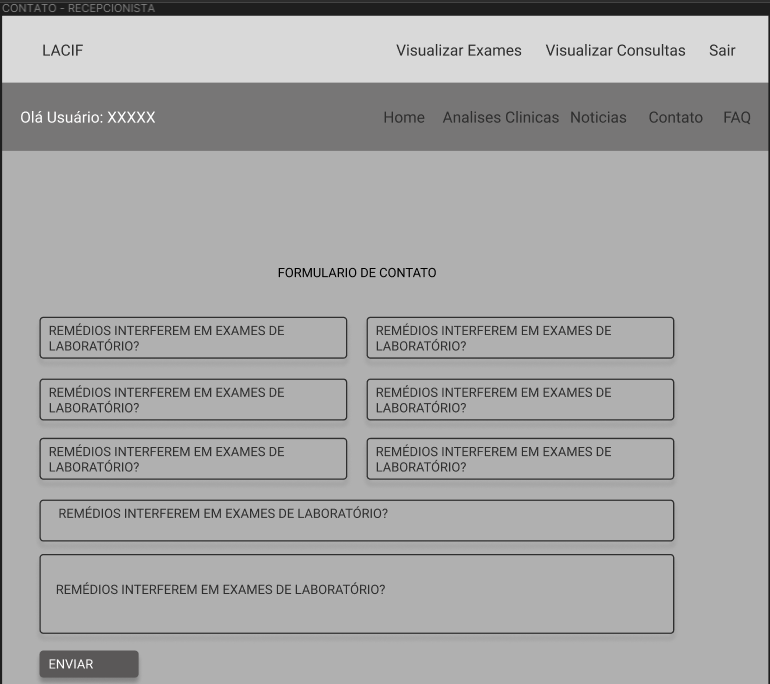 CONTATO - RECEPCIONISTA
LACIF
Visualizar Exames
Visualizar Consultas
Sair
Olá Usuário: XXXXX
Home
Analises Clinicas
Noticias
Contato
FAQ
FORMULARIO DE CONTATO
REMÉDIOS INTERFEREM EM EXAMES DE
LABORATÓRIO?
REMÉDIOS INTERFEREM EM EXAMES DE
LABORATÓRIO?
REMÉDIOS INTERFEREM EM EXAMES DE
LABORATÓRIO?
REMÉDIOS INTERFEREM EM EXAMES DE
LABORATÓRIO?
REMÉDIOS INTERFEREM EM EXAMES DE
LABORATÓRIO?
REMÉDIOS INTERFEREM EM EXAMES DE
LABORATÓRIO?
REMÉDIOS INTERFEREM EM EXAMES DE LABORATÓRIO?
REMÉDIOS INTERFEREM EM EXAMES DE LABORATÓRIO?
ENVIAR